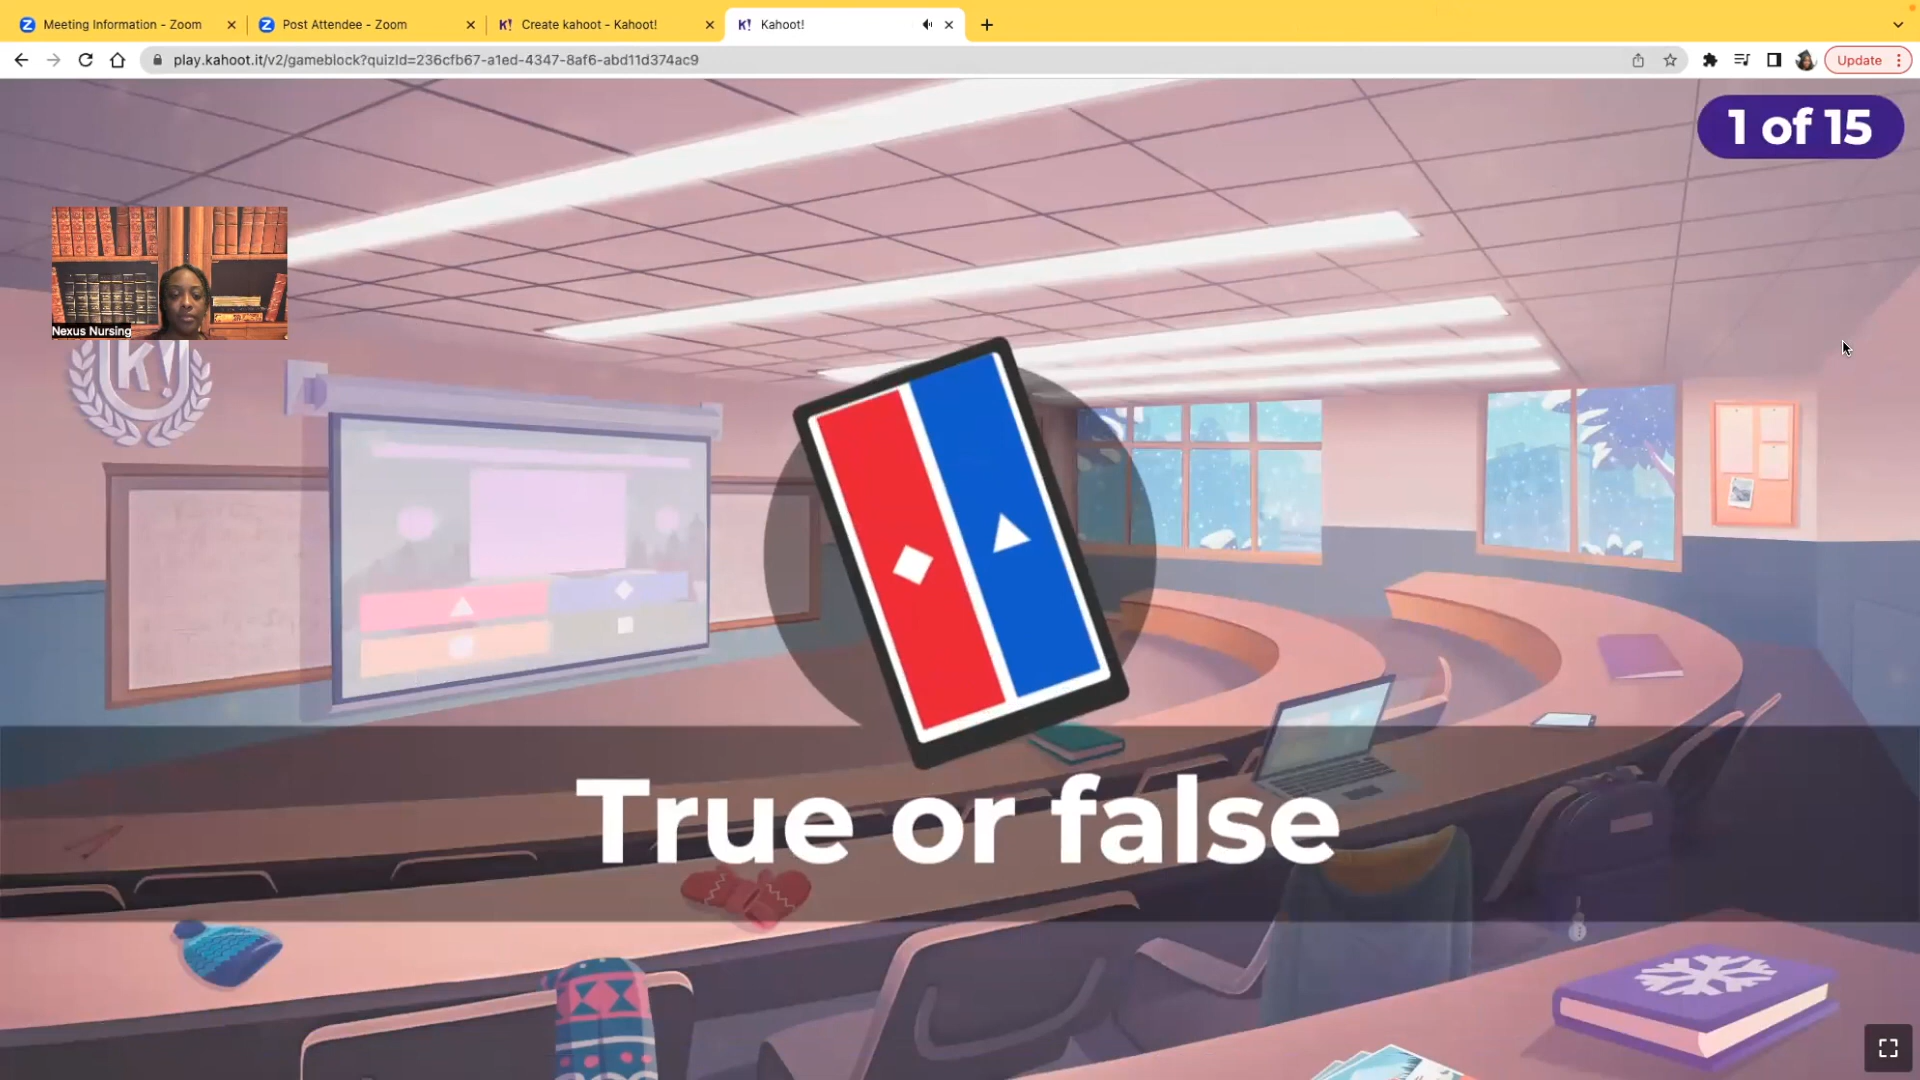 Meeting Information - Zoom
Post Attendee - Zoom
K! Create kahoot - Kahoot!
K! Kahoot!
play.kahoot.it/v2/gameblock?quizId=236cfb67-a1ed-4347-8af6-abd11d374ac9
Update
1 of 15
Nexus Nursing
K!
True or false